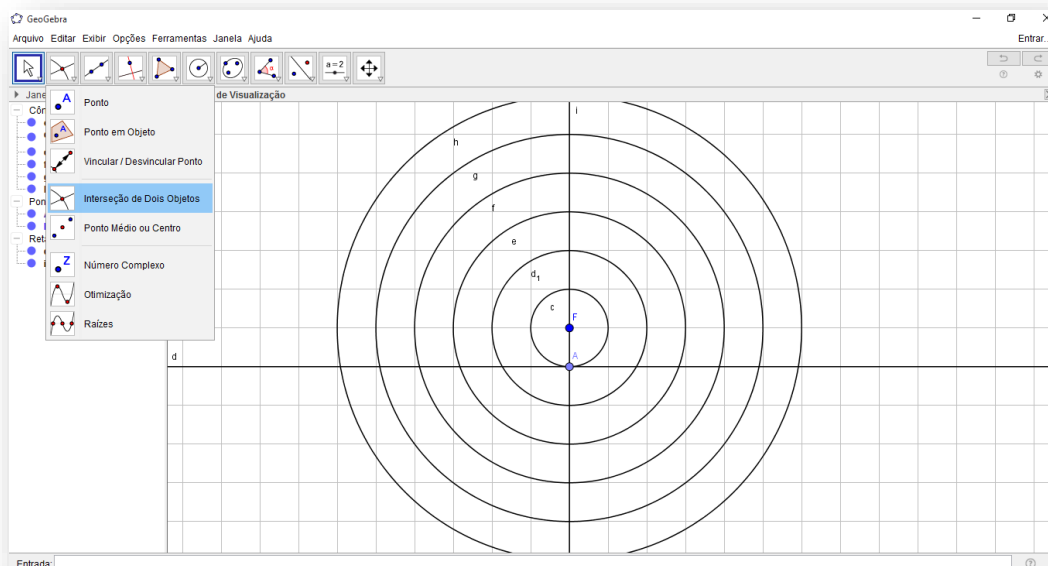 GeoGebra
Arquivo Editar Exibir Opções Ferramentas Janela Ajuda
Entrar...
a=2
Jane
de Visualização
Côn
Pon
Reta
A Ponto
A Ponto em Objeto
Vincular / Desvincular Ponto
Interseção de Dois Objetos
Ponto Médio ou Centro
Z Número Complexo
Otimização
Raízes
i
h
g
f
e
d₁
c
F
A
d
Entrada: